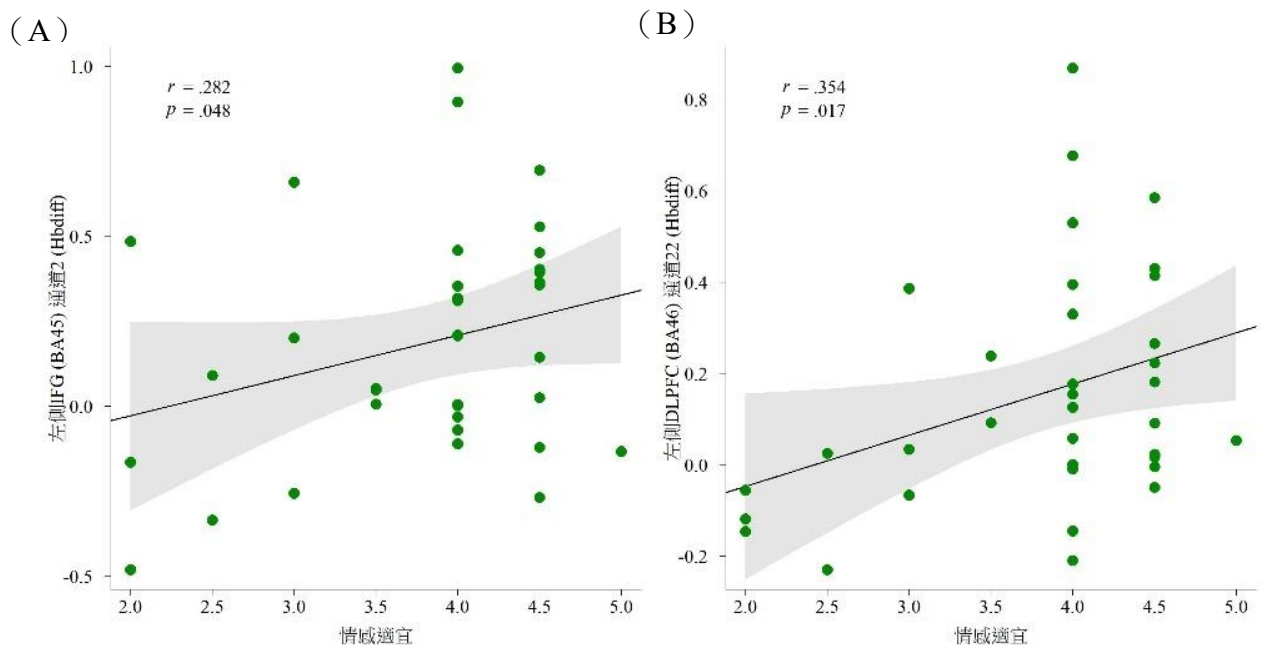 （A）
（B）
r = .282
p = .048
1.0
0.5
0.0
-0.5
左側IFG (BA45) 通道2 (Hbdiff)
2.0 2.5 3.0 3.5 4.0 4.5 5.0
情感適宜
r = .354
p = .017
0.8
0.6
0.4
0.2
0.0
-0.2
左側DLPFC (BA46) 通道22 (Hbdiff)
2.0 2.5 3.0 3.5 4.0 4.5 5.0
情感適宜